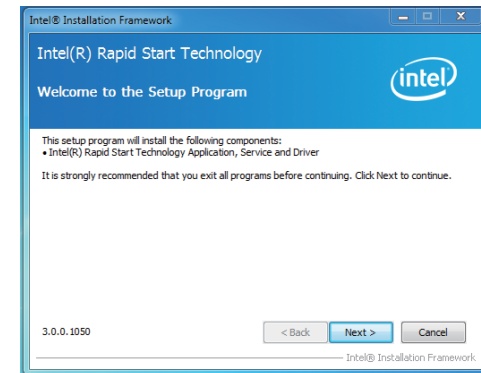 Intel® Installation Framework
Intel(R) Rapid Start Technology
Welcome to the Setup Program
intel
This setup program will install the following components:
• Intel(R) Rapid Start Technology Application, Service and Driver
It is strongly recommended that you exit all programs before continuing. Click Next to continue.
3.0.0.1050
< Back
Next >
Cancel
Intel® Installation Framework